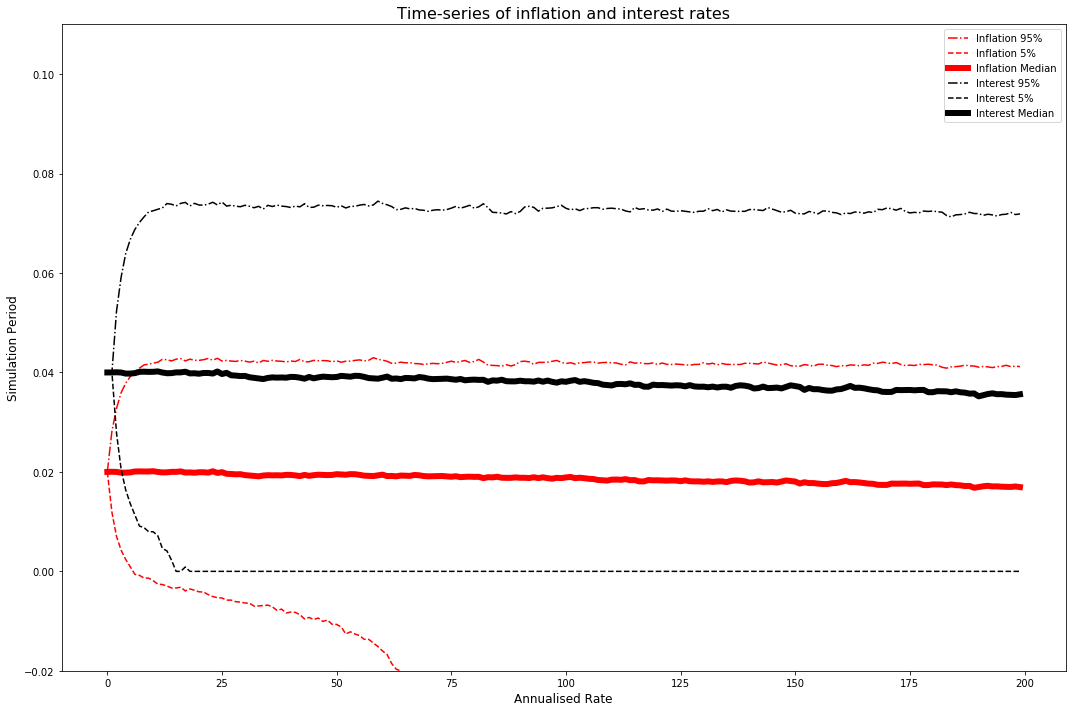 Time-series of inflation and interest rates
Inflation 95%
Inflation 5%
Inflation Median
Interest 95%
Interest 5%
Interest Median
Simulation Period
0.10
0.08
0.06
0.04
0.02
0.00
−0.02
0 25 50 75 100 125 150 175 200
Annualised Rate